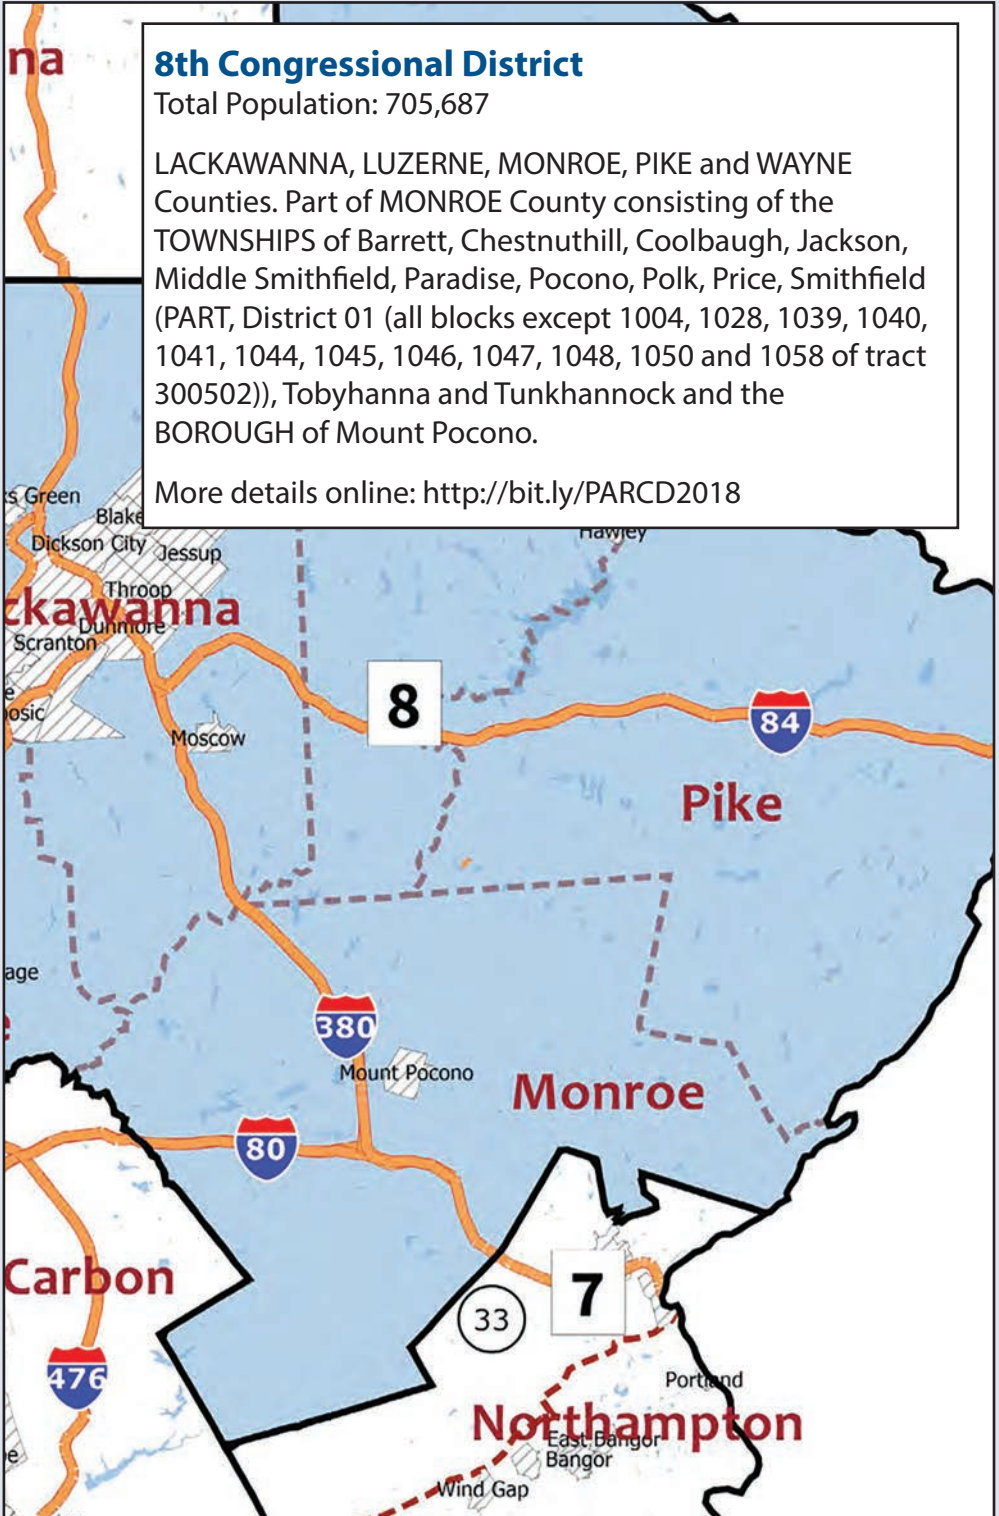 na
8th Congressional District
Total Population: 705,687
LACKAWANNA, LUZERNE, MONROE, PIKE and WAYNE
Counties. Part of MONROE County consisting of the
TOWNSHIPS of Barrett, Chestnuthill, Coolbaugh, Jackson,
Middle Smithfield, Paradise, Pocono, Polk, Price, Smithfield
(PART, District 01 (all blocks except 1004, 1028, 1039, 1040,
1041, 1044, 1045, 1046, 1047, 1048, 1050 and 1058 of tract
300502)), Tobyhanna and Tunkhannock and the
BOROUGH of Mount Pocono.
More details online: http://bit.ly/PARCD2018
ks Green
Blake
Hawley
Dickson City
Jessup
Throop
ckawanna
Dunmore
Scranton
e
osic
8
84
Moscow
Pike
age
e
380
Mount Pocono
Monroe
80
Carbon
7
33
476
Portland
Northampton
East Bangor
Bangor
e
Wind Gap